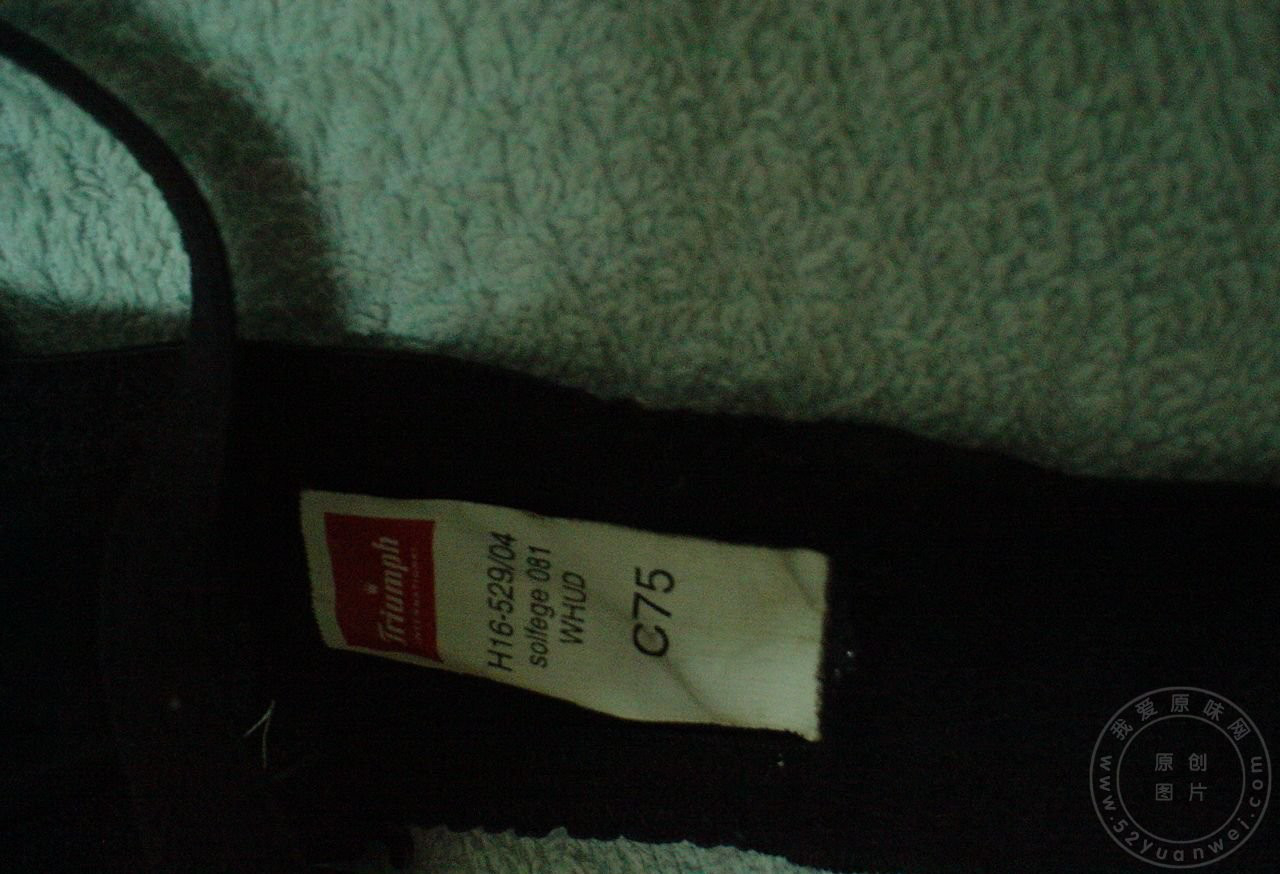 Triumph
INTERNATIONAL
H16-529/04
solfege 081
WHUD
C75
我爱原味网
原创
图片
www.52yuanwei.com